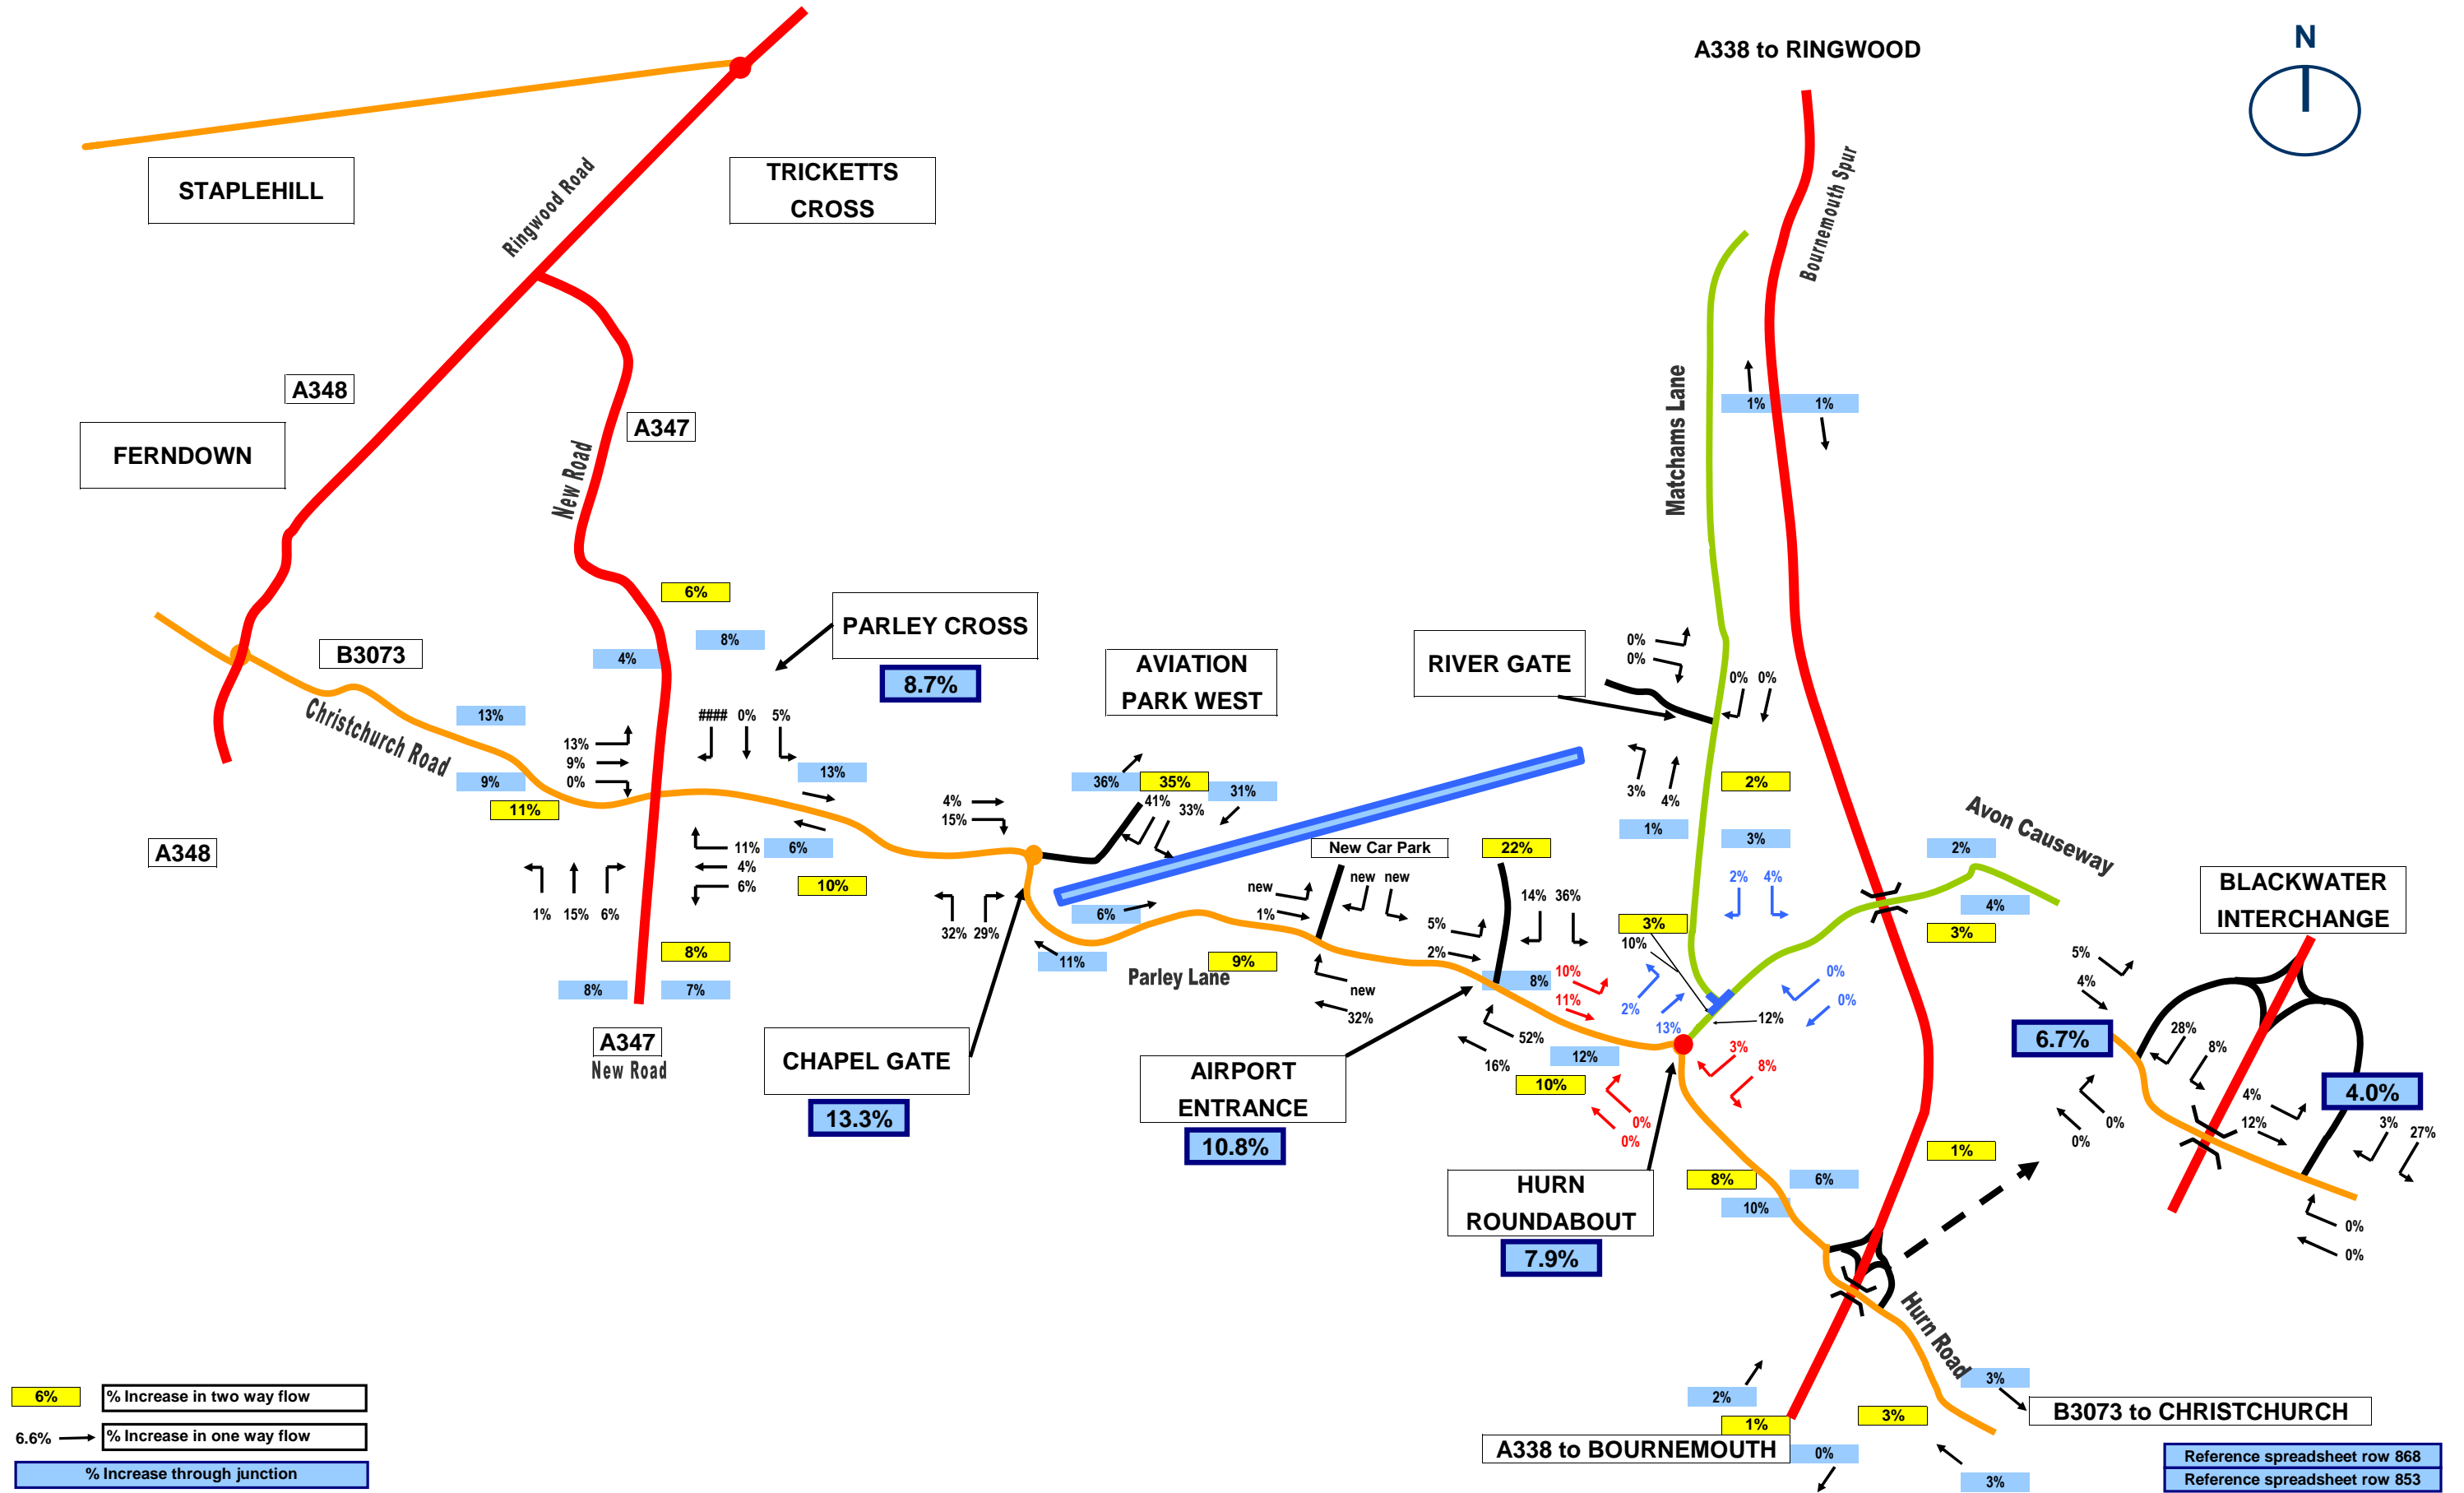 A338 to RINGWOOD
N
STAPLEHILL
TRICKETTS
CROSS
Ringwood Road
Bournemouth Spur
A348
FERNDOWN
A347
New Road
Matchams Lane
1%
1%
6%
8%
4%
PARLEY CROSS
8.7%
B3073
Christchurch Road
13%
9%
11%
13%
9%
0%
#### 0% 5%
13%
6%
10%
11%
4%
6%
1% 15% 6%
8%
8%
7%
A348
A347
New Road
AVIATION
PARK WEST
36%
35%
31%
41%
33%
4%
15%
32% 29%
6%
11%
CHAPEL GATE
13.3%
Parley Lane
9%
New Car Park
new
1%
new new
new
32%
22%
5%
2%
14% 36%
8%
52%
16%
12%
10%
AIRPORT
ENTRANCE
10.8%
RIVER GATE
0%
0%
0% 0%
3%
4%
2%
1%
3%
2% 4%
3%
10%
10%
11%
2%
13%
0%
0%
12%
3%
8%
0%
0%
HURN
ROUNDABOUT
7.9%
8%
6%
10%
Avon Causeway
2%
4%
3%
1%
BLACKWATER
INTERCHANGE
5%
4%
6.7%
28%
8%
4%
12%
4.0%
3%
27%
0%
0%
0%
0%
Hurn Road
3%
B3073 to CHRISTCHURCH
2%
1%
3%
A338 to BOURNEMOUTH
0%
3%
6%
% Increase in two way flow
6.6%
% Increase in one way flow
% Increase through junction
Reference spreadsheet row 868
Reference spreadsheet row 853